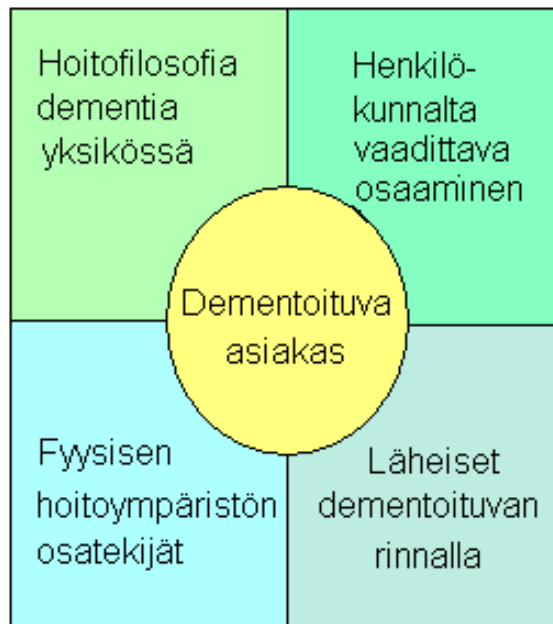 Hoitofilosofia
dementia
yksikössä
Henkilö-
kunnalta
vaadittava
osaaminen
Dementoituva
asiakas
Fyysisen
hoitoympäristön
osatekijät
Läheiset
dementoituvan
rinnalla